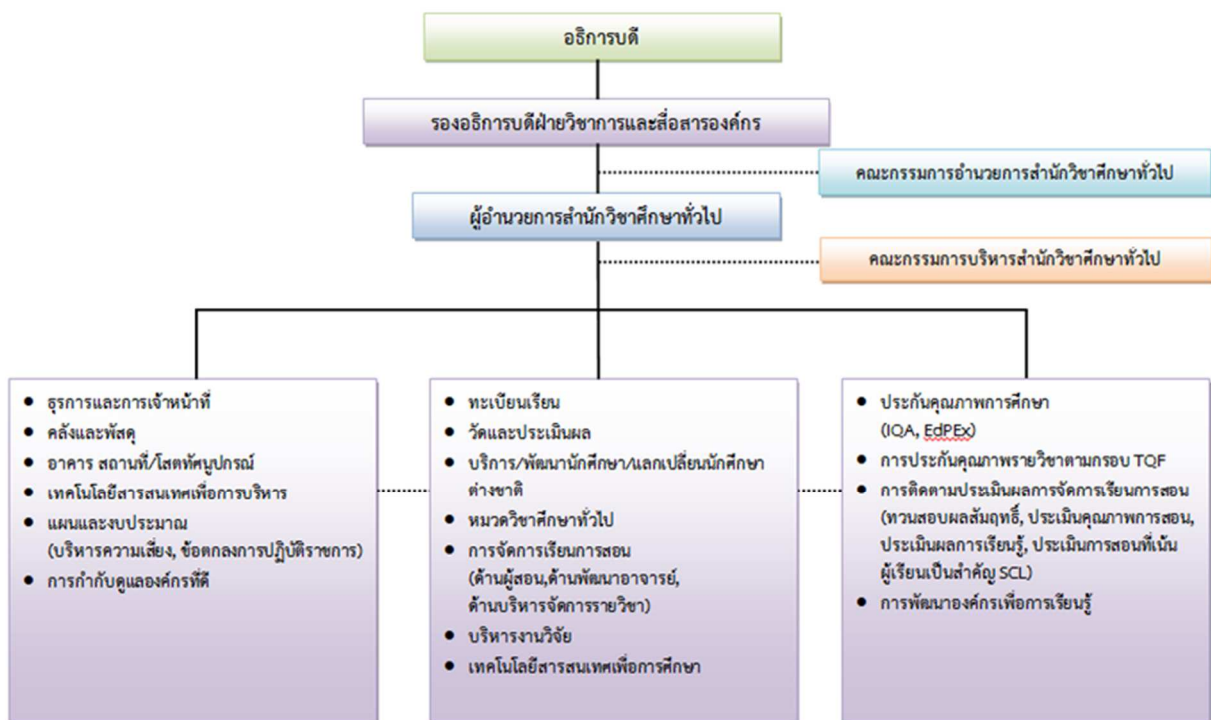 อธิการบดี
รองอธิการบดีฝ่ายวิชาการและสื่อสารองค์กร
คณะกรรมการอำนวยการสำนักวิชาศึกษาทั่วไป
ผู้อำนวยการสำนักวิชาศึกษาทั่วไป
คณะกรรมการบริหารสำนักวิชาศึกษาทั่วไป
● ธุรการและการเจ้าหน้าที่
● คลังและพัสดุ
● อาคาร สถานที่/โสตทัศนูปกรณ์
● เทคโนโลยีสารสนเทศเพื่อการบริหาร
● แผนและงบประมาณ
(บริหารความเสี่ยง, ข้อตกลงการปฏิบัติราชการ)
● การกำกับดูแลองค์กรที่ดี
● ทะเบียนเรียน
● วัดและประเมินผล
● บริการ/พัฒนานักศึกษา/แลกเปลี่ยนนักศึกษา
ต่างชาติ
● หมวดวิชาศึกษาทั่วไป
● การจัดการเรียนการสอน
(ด้านผู้สอน,ด้านพัฒนาอาจารย์,
ด้านบริหารจัดการรายวิชา)
● บริหารงานวิจัย
● เทคโนโลยีสารสนเทศเพื่อการศึกษา
● ประกันคุณภาพการศึกษา
(IQA, EdPEx)
● การประกันคุณภาพรายวิชาตามกรอบ TQF
● การติดตามประเมินผลการจัดการเรียนการสอน
(ทวนสอบผลสัมฤทธิ์, ประเมินคุณภาพการสอน,
ประเมินผลการเรียนรู้, ประเมินการสอนที่เน้น
ผู้เรียนเป็นสำคัญ SCL)
● การพัฒนาองค์กรเพื่อการเรียนรู้